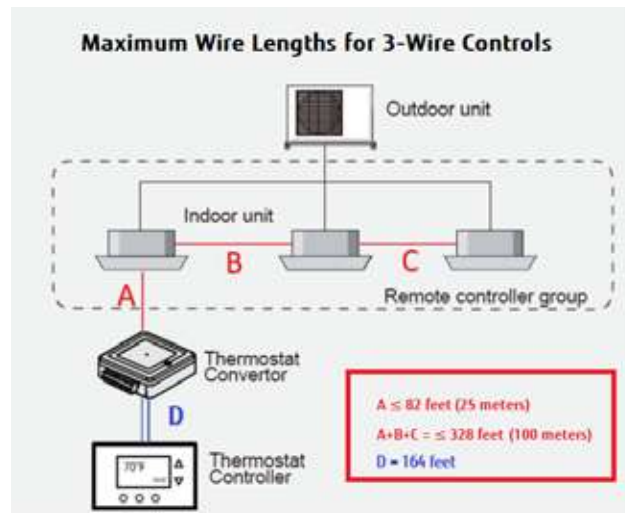 Maximum Wire Lengths for 3-Wire Controls
Outdoor unit
Indoor unit
B
C
A
Remote controller group
Thermostat
Convertor
D
A ≤ 82 feet (25 meters)
A+B+C = ≤ 328 feet (100 meters)
D = 164 feet
70°F
Thermostat
Controller